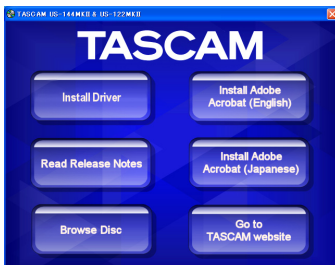 TASCAM US-144MKII & US-122MKII
TASCAM
Install Driver
Install Adobe
Acrobat (English)
Read Release Notes
Install Adobe
Acrobat (Japanese)
Browse Disc
Go to
TASCAM website